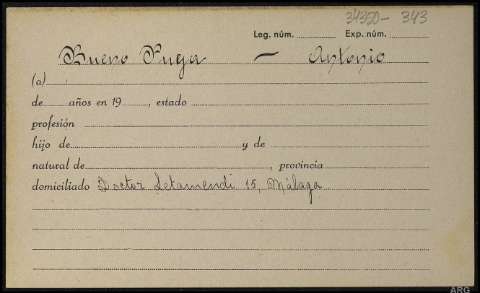 34350-343
Leg. núm. Exp. núm.
Bueno Puga — Antonio
(a)
de años en 19 , estado
profesión
hijo de y de
natural de , provincia
domiciliado Doctor Letamendi 15, Málaga
ARG